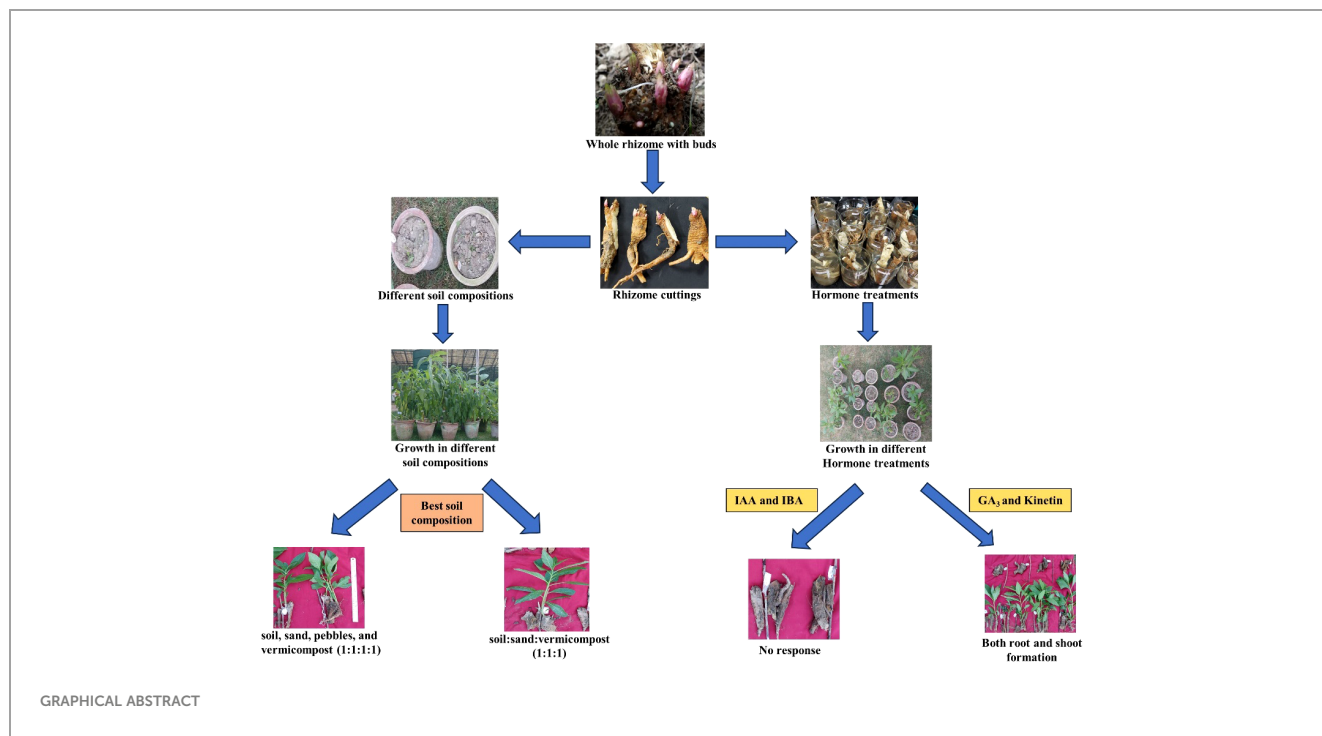 Whole rhizome with buds
Different soil compositions
Rhizome cuttings
Hormone treatments
Growth in different
soil compositions
Growth in different
Hormone treatments
Best soil
composition
IAA and IBA
GA₃ and Kinetin
soil, sand, pebbles, and
vermicompost (1:1:1:1)
soil:sand:vermicompost
(1:1:1)
No response
Both root and shoot
formation
GRAPHICAL ABSTRACT